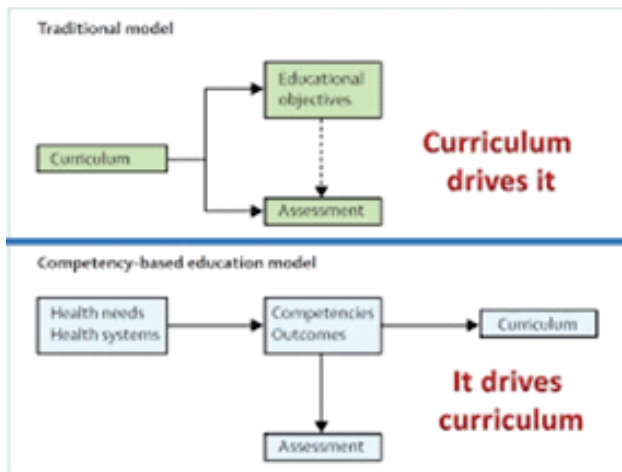 Traditional model
Educational
objectives
Curriculum
Assessment
Curriculum
drives it
Competency-based education model
Health needs
Health systems
Competencies
Outcomes
Curriculum
Assessment
It drives
curriculum